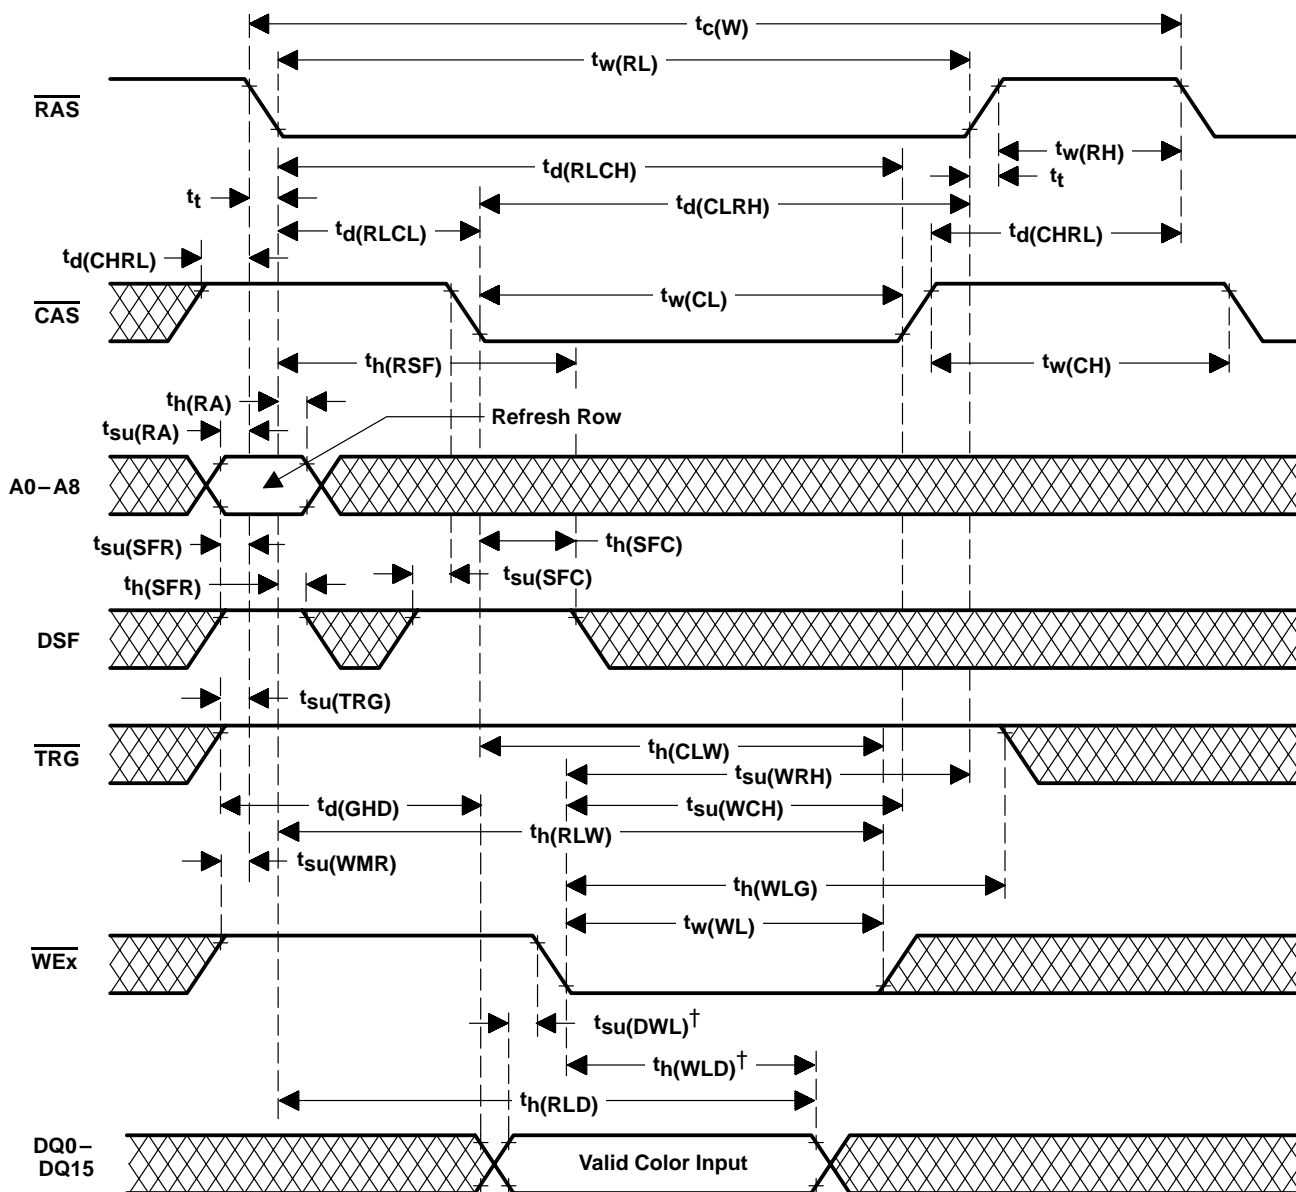 tc(W)
tw(RL)
RAS
tw(RH)
td(RLCH)
tt
tt
td(CLRH)
td(RLCL)
td(CHRL)
td(CHRL)
CAS
tw(CL)
th(RSF)
tw(CH)
th(RA)
Refresh Row
tsu(RA)
A0–A8
tsu(SFR)
th(SFC)
th(SFR)
tsu(SFC)
DSF
tsu(TRG)
TRG
th(CLW)
tsu(WRH)
td(GHD)
tsu(WCH)
th(RLW)
tsu(WMR)
th(WLG)
tw(WL)
WEx
tsu(DWL)†
th(WLD)†
th(RLD)
DQ0–
DQ15
Valid Color Input